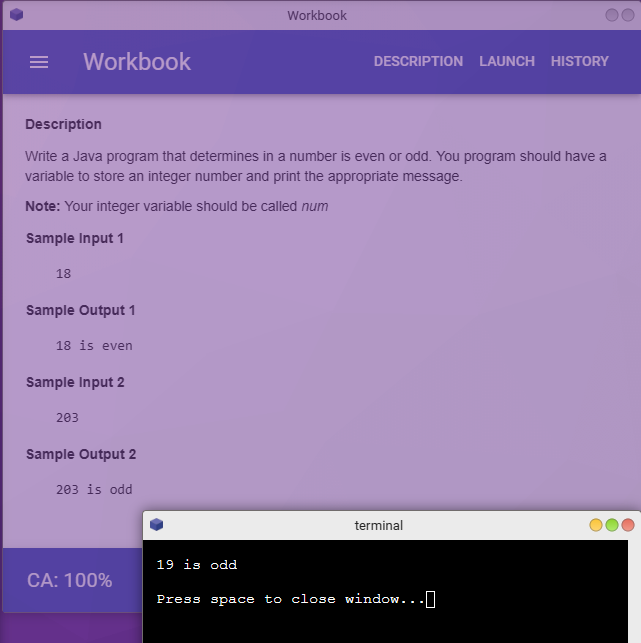 Workbook
Workbook DESCRIPTION LAUNCH HISTORY
Description
Write a Java program that determines in a number is even or odd. You program should have a
variable to store an integer number and print the appropriate message.
Note: Your integer variable should be called num
Sample Input 1
18
Sample Output 1
18 is even
Sample Input 2
203
Sample Output 2
203 is odd
CA: 100%
terminal
19 is odd
Press space to close window...